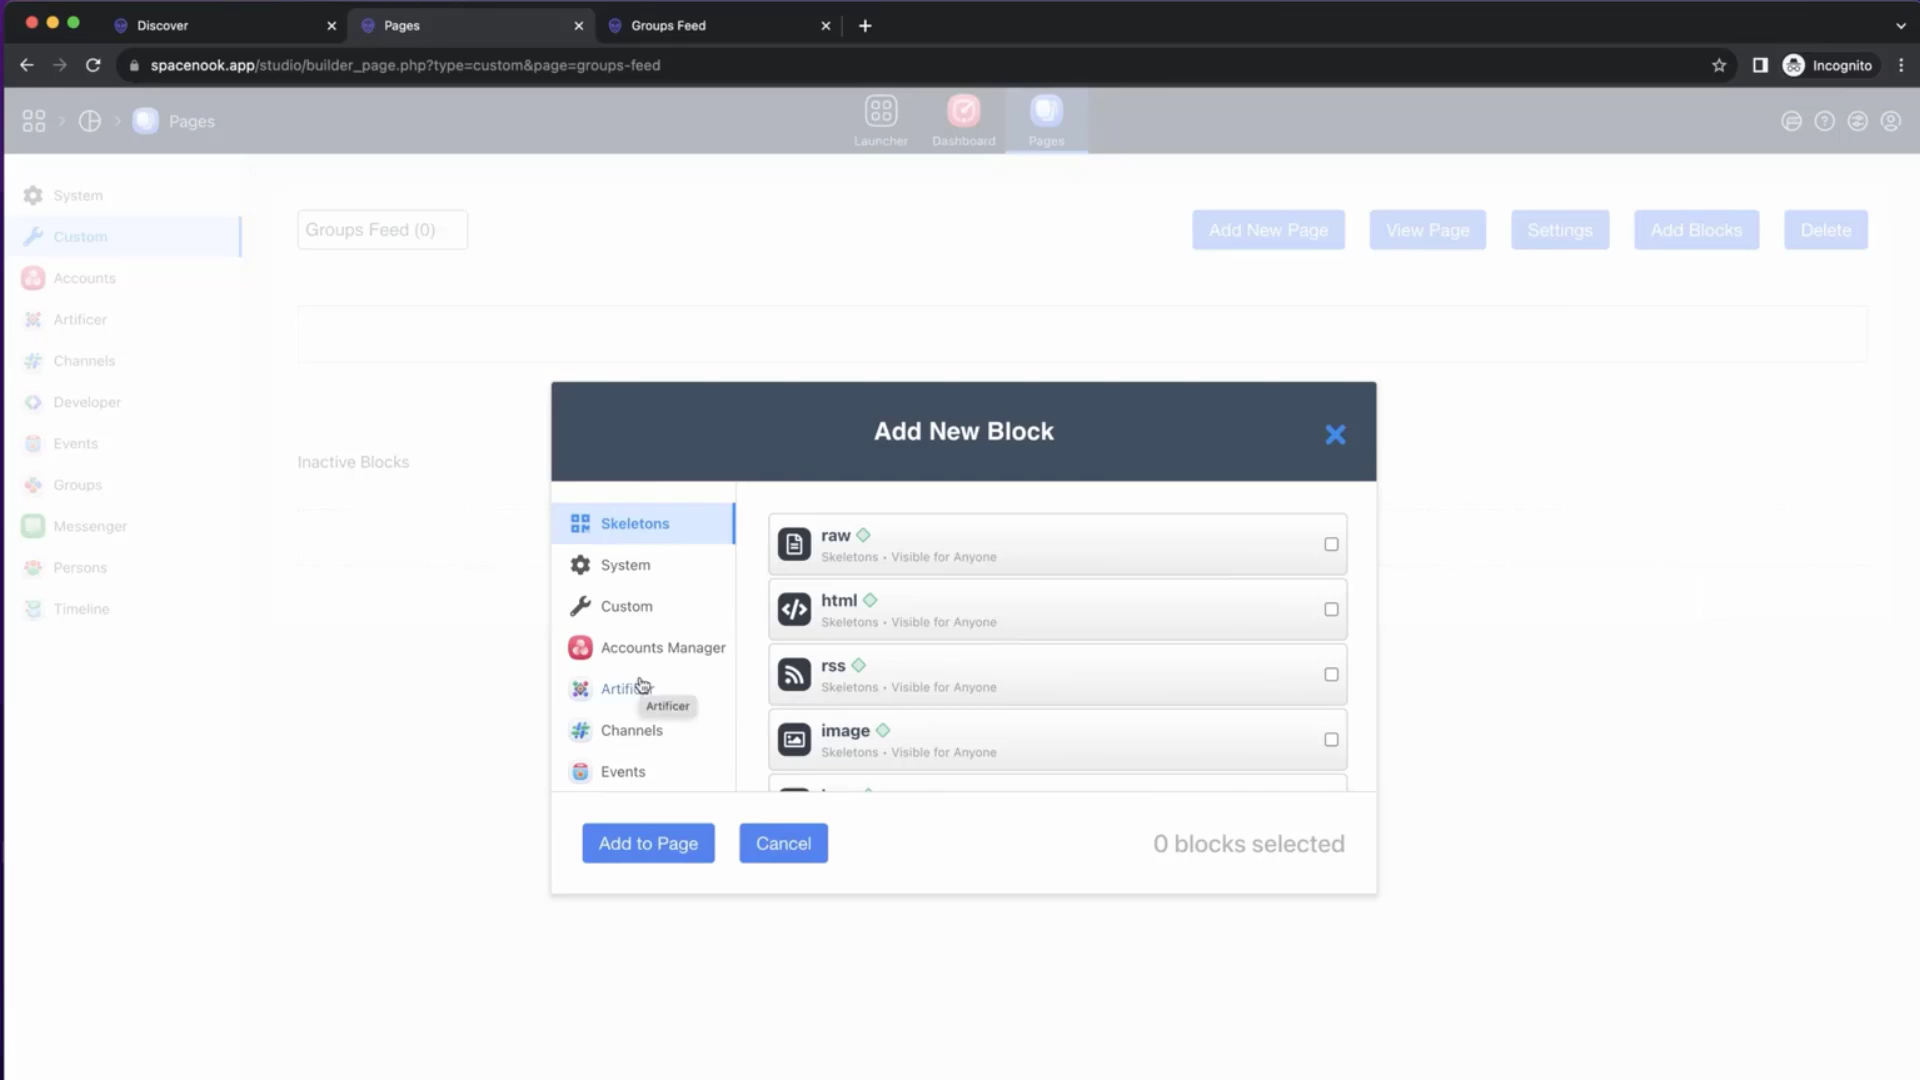 Discover
Pages
Groups Feed
spacenook.app/studio/builder_page.php?type=custom&page=groups-feed
Incognito
Pages
Launcher
Dashboard
Pages
System
Custom
Accounts
Artificer
Channels
Developer
Events
Groups
Messenger
Persons
Timeline
Groups Feed (0)
Add New Page
View Page
Settings
Add Blocks
Delete
Inactive Blocks
Add New Block
Skeletons
System
Custom
Accounts Manager
Artificer
Artificer
Channels
Events
raw
Skeletons • Visible for Anyone
html
Skeletons • Visible for Anyone
rss
Skeletons • Visible for Anyone
image
Skeletons • Visible for Anyone
Add to Page
Cancel
0 blocks selected